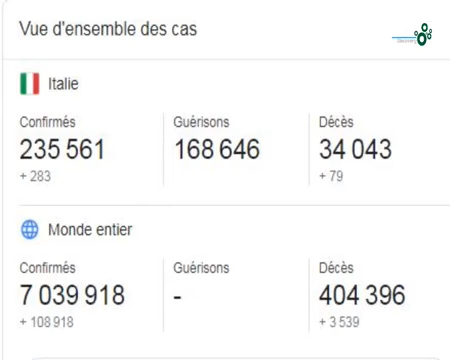 Vue d'ensemble des cas
Italie
Confirmés Guérisons Décès
235 561 168 646 34 043
+ 283 + 79
Monde entier
Confirmés Guérisons Décès
7 039 918 - 404 396
+ 108 918 + 3 539